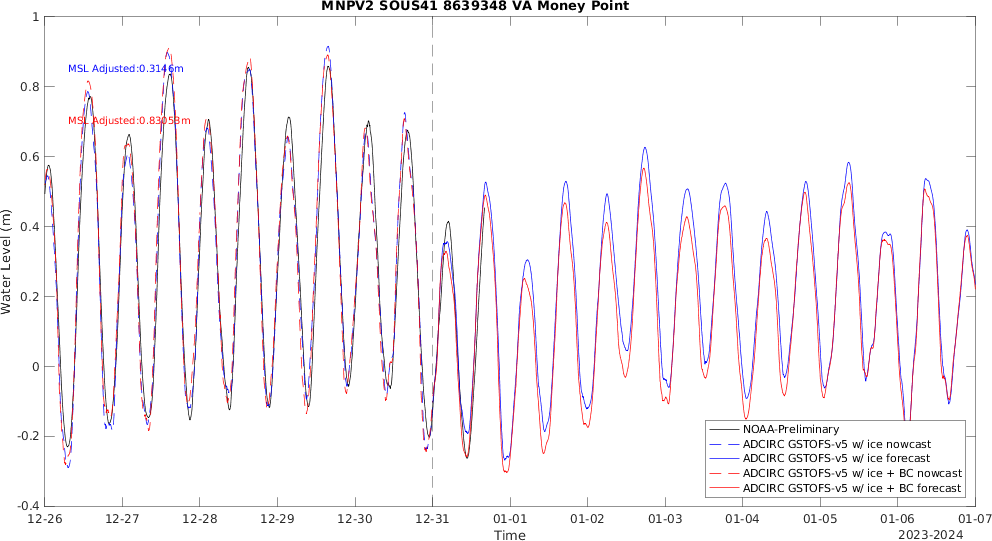 MNPV2 SOUS41 8639348 VA Money Point
1
0.8
0.6
0.4
0.2
0
-0.2
-0.4
Water Level (m)
MSL Adjusted:0.3146m
MSL Adjusted:0.83053m
NOAA-Preliminary
ADCIRC GSTOFS-v5 w/ ice nowcast
ADCIRC GSTOFS-v5 w/ ice forecast
ADCIRC GSTOFS-v5 w/ ice + BC nowcast
ADCIRC GSTOFS-v5 w/ ice + BC forecast
12-26 12-27 12-28 12-29 12-30 12-31 01-01 01-02 01-03 01-04 01-05 01-06 01-07
Time
2023-2024